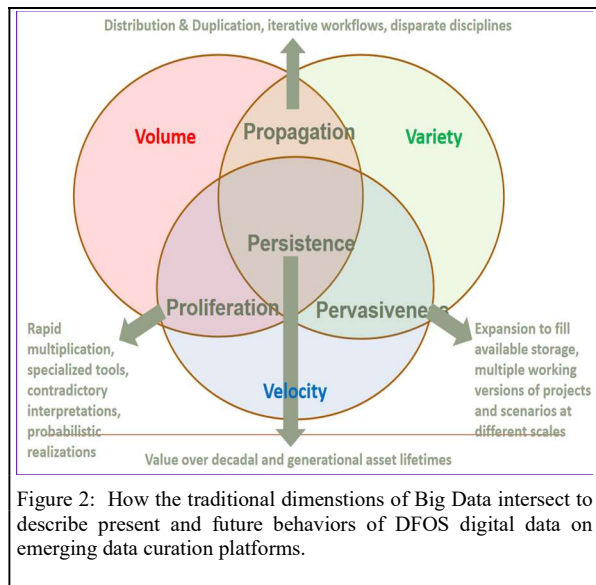 Distribution & Duplication, iterative workflows, disparate disciplines
Volume
Propagation
Variety
Persistence
Proliferation
Pervasiveness
Rapid
multiplication,
specialized tools,
contradictory
interpretations,
probabilistic
realizations
Velocity
Expansion to fill
available storage,
multiple working
versions of projects
and scenarios at
different scales
Value over decadal and generational asset lifetimes
Figure 2: How the traditional dimenstions of Big Data intersect to
describe present and future behaviors of DFOS digital data on
emerging data curation platforms.